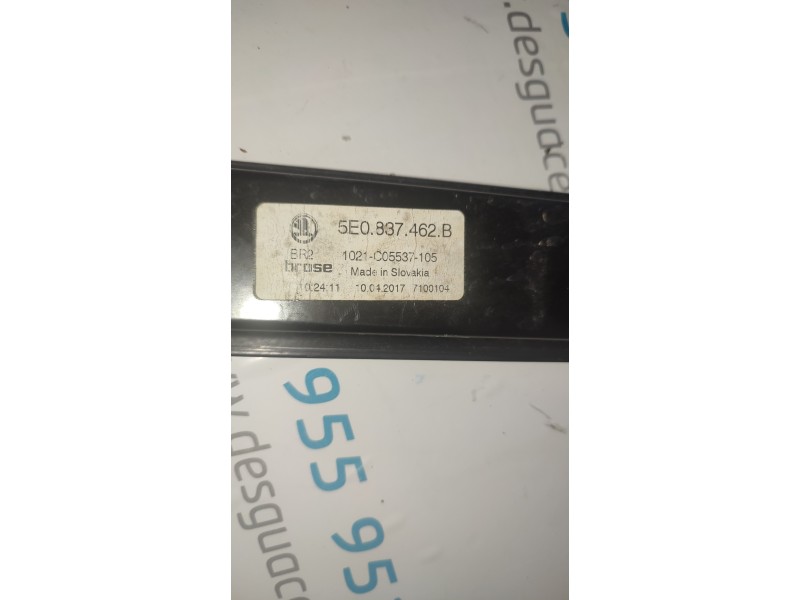 .desguace
5E0.837.462.B
BR2
1021-C05537-105
brose
Made in Slovakia
10:24:11 10.04.2017 7100104
955 95
desguace